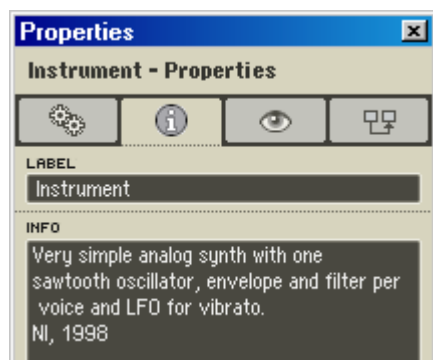 Properties
Instrument - Properties
LABEL
Instrument
INFO
Very simple analog synth with one
sawtooth oscillator, envelope and filter per
voice and LFO for vibrato.
NI, 1998